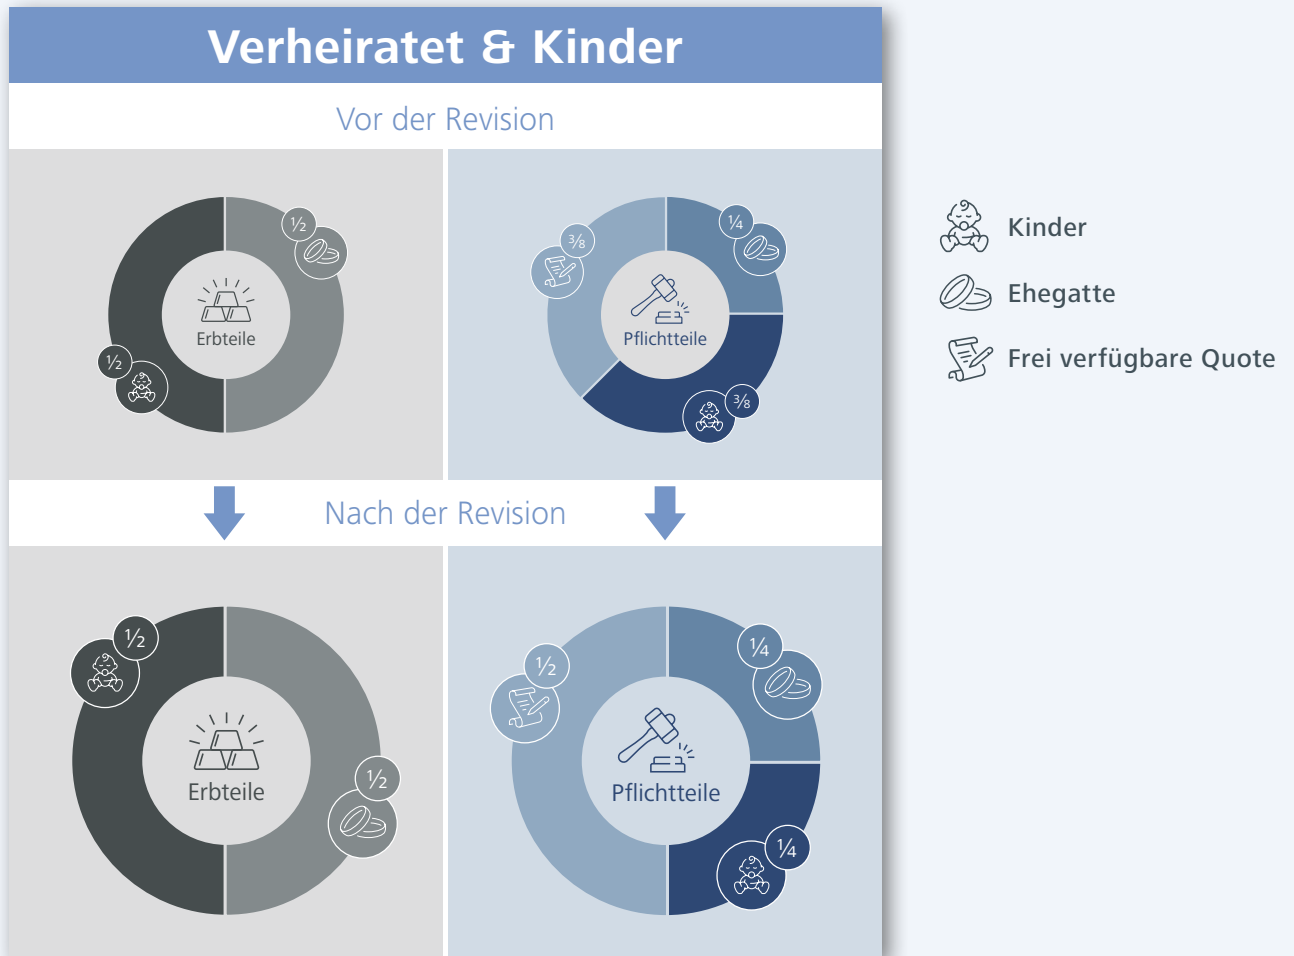 Verheiratet & Kinder
Vor der Revision
½
½
Erbteile
⅜
¼
Pflichtteile
⅜
Kinder
Ehegatte
Frei verfügbare Quote
Nach der Revision
½
½
Erbteile
½
¼
Pflichtteile
¼